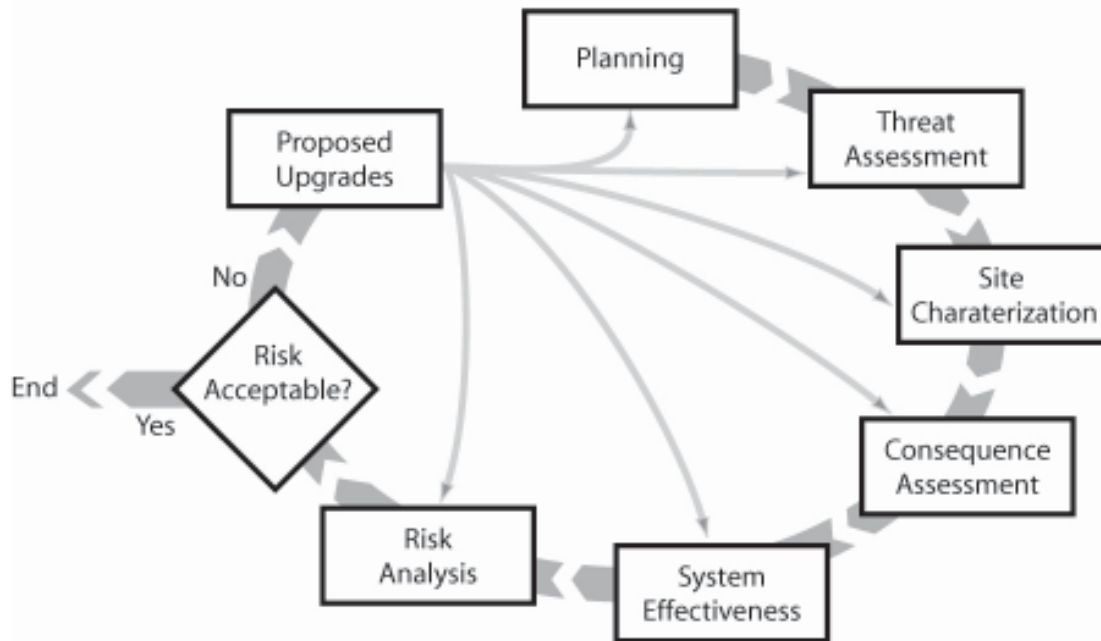 Planning
Threat
Assessment
Site
Charaterization
Consequence
Assessment
System
Effectiveness
Risk
Analysis
Risk
Acceptable?
Yes
End
No
Proposed
Upgrades